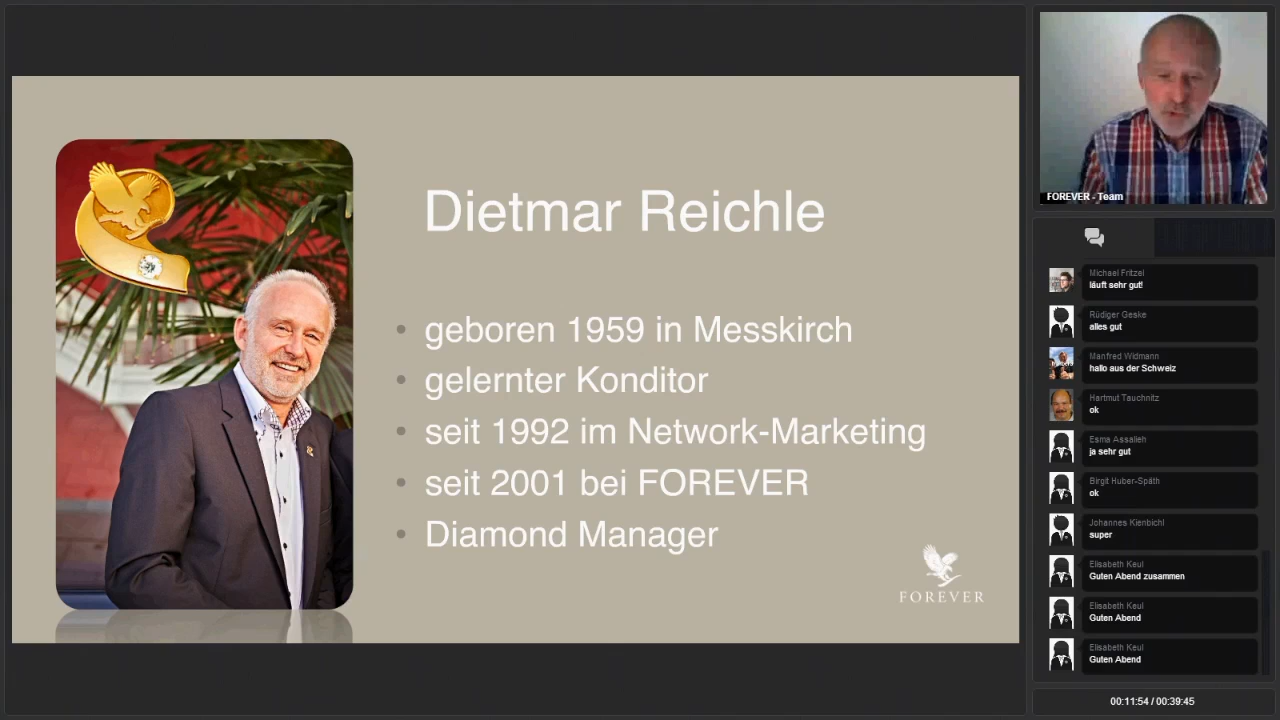 Dietmar Reichle
• geboren 1959 in Messkirch
• gelernter Konditor
• seit 1992 im Network-Marketing
• seit 2001 bei FOREVER
• Diamond Manager
FOREVER
FOREVER - Team
Michael Fritzel
läuft sehr gut!
Rüdiger Geske
alles gut
Manfred Widmann
hallo aus der Schweiz
Hartmut Tauchnitz
ok
Esma Assalleh
ja sehr gut
Birgit Huber-Späth
ok
Johannes Kienbichl
super
Elisabeth Keul
Guten Abend zusammen
Elisabeth Keul
Guten Abend
Elisabeth Keul
Guten Abend
00:11:54 / 00:39:45